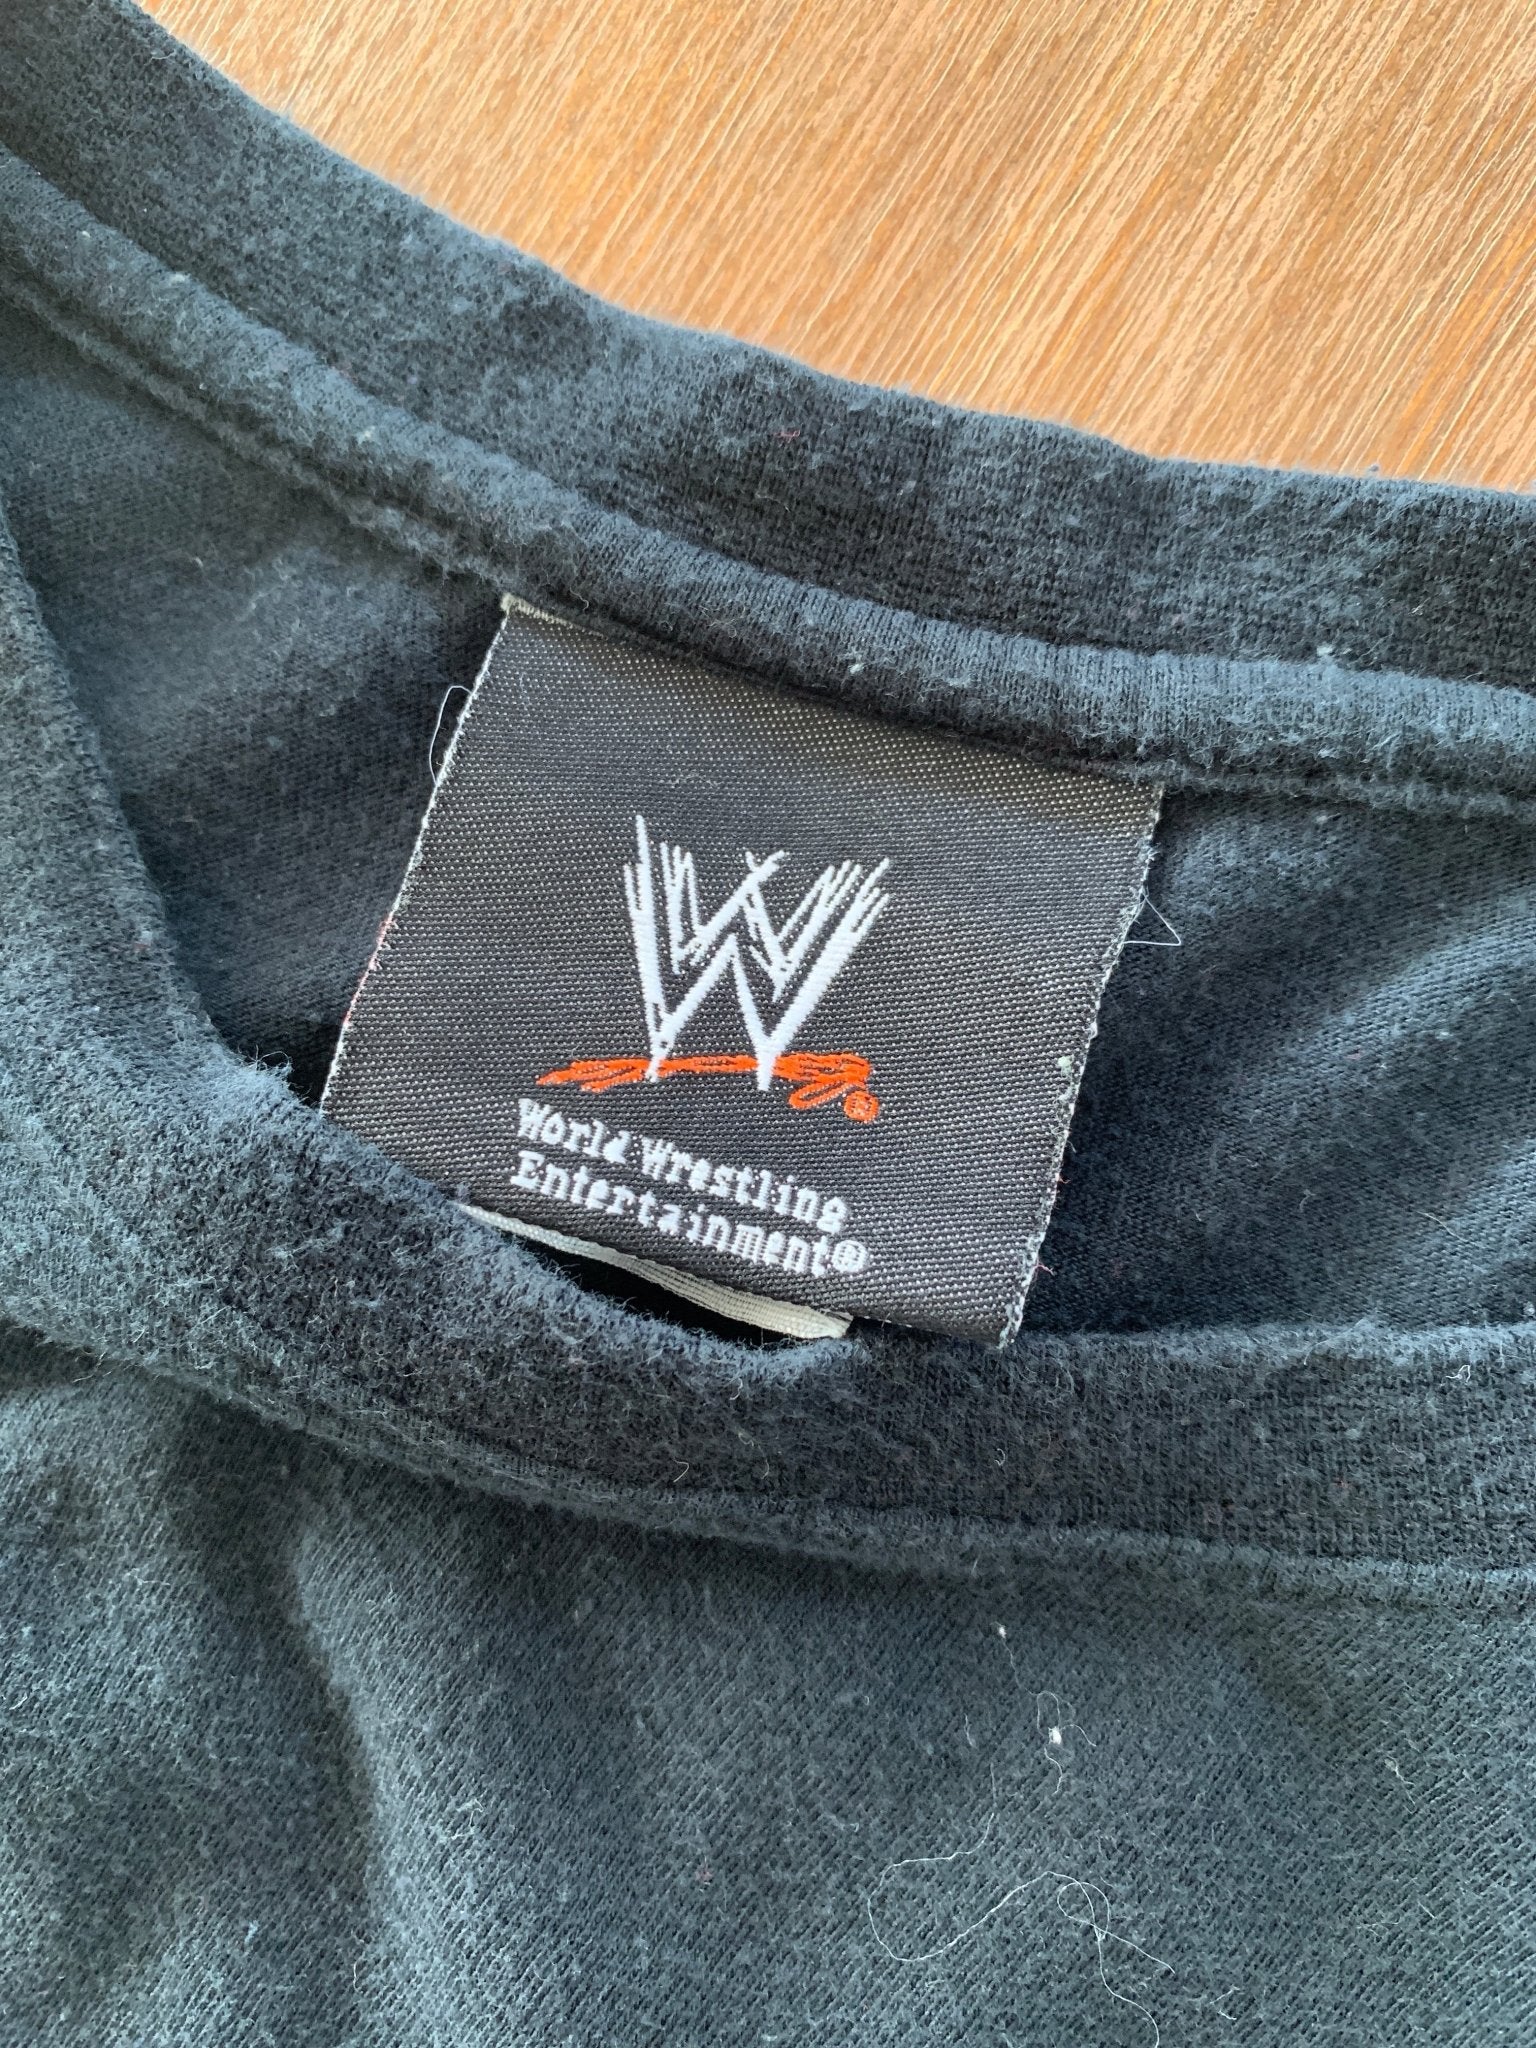 W
®
World Wrestling
Entertainment®